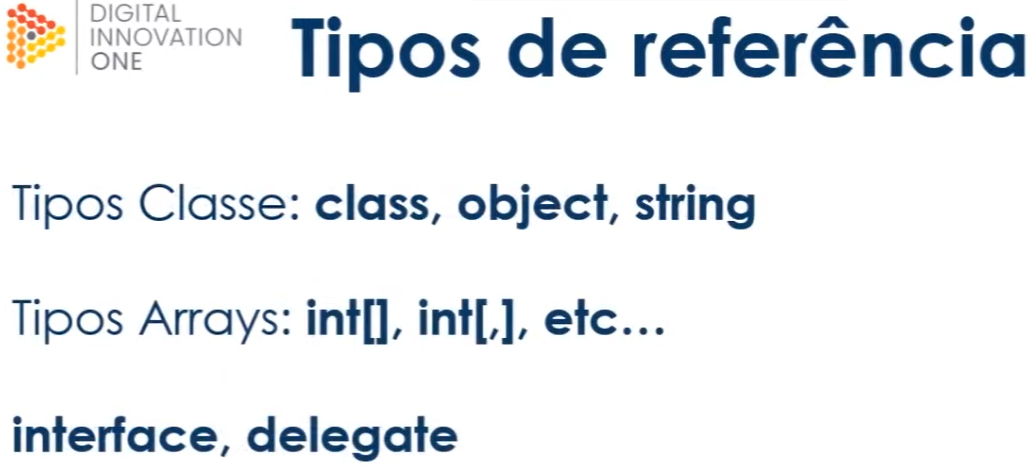 DIGITAL
INNOVATION
ONE
Tipos de referência
Tipos Classe: class, object, string
Tipos Arrays: int[], int[,], etc...
interface, delegate